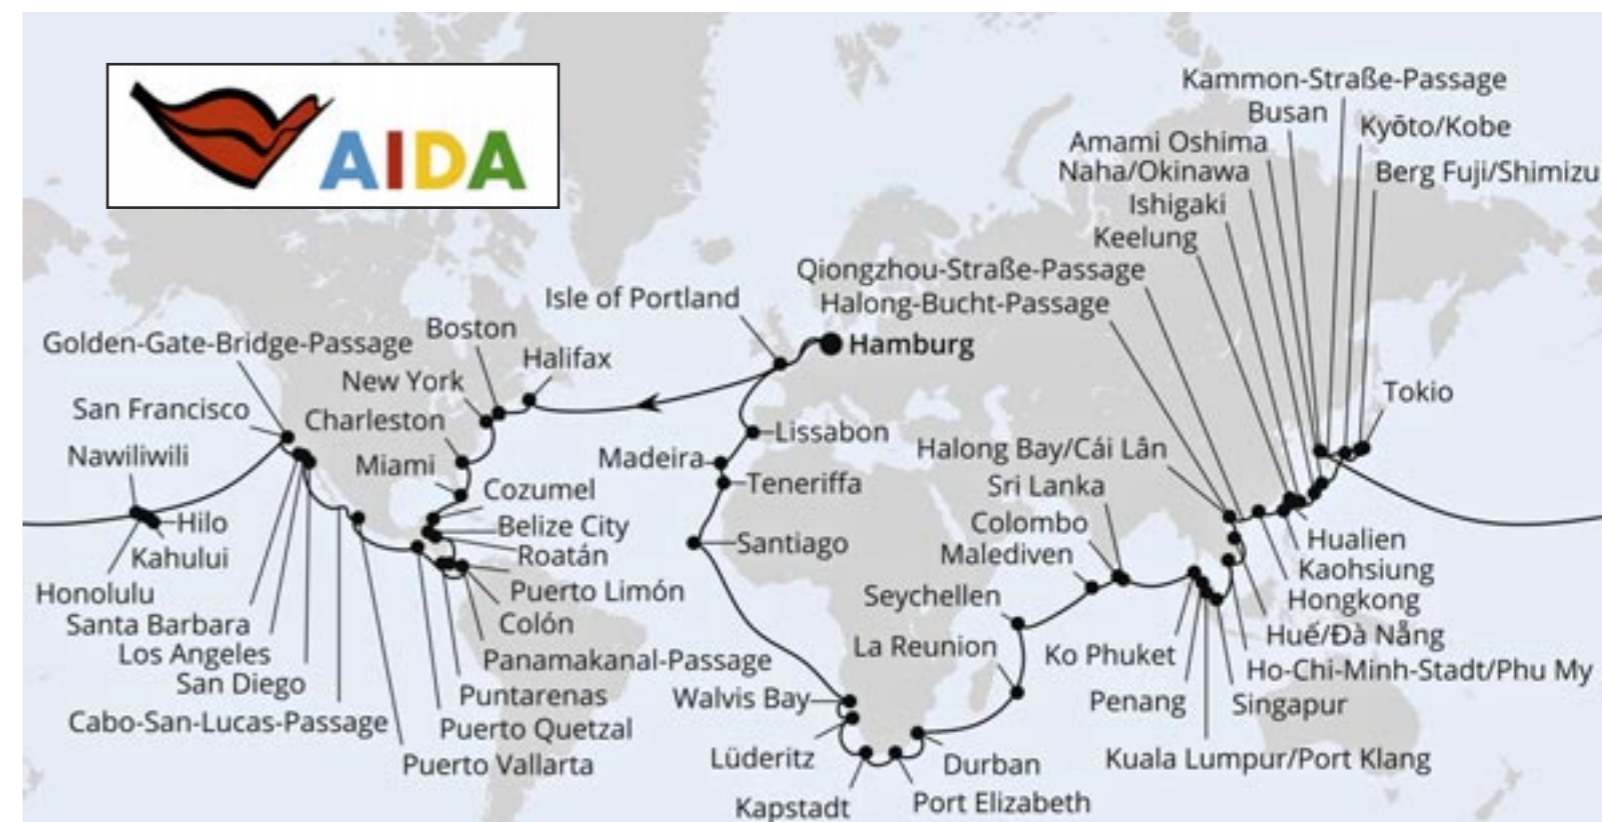 AIDA
Kammon-Straße-Passage
Busan
Kyōto/Kobe
Amami Oshima
Naha/Okinawa
Berg Fuji/Shimizu
Ishigaki
Keelung
Qiongzhou-Straße-Passage
Halong-Bucht-Passage
Isle of Portland
Hamburg
Boston
Golden-Gate-Bridge-Passage
Halifax
New York
San Francisco
Charleston
Tokio
Lissabon
Nawiliwili
Miami
Madeira
Halong Bay/Cái Lân
Teneriffa
Cozumel
Sri Lanka
Hilo
Belize City
Colombo
Kahului
Roatán
Santiago
Malediven
Hualien
Honolulu
Puerto Limón
Seychellen
Kaohsiung
Hongkong
Santa Barbara
Colón
Huế/Đà Nẵng
Los Angeles
Panamakanal-Passage
La Reunion
Ko Phuket
Ho-Chi-Minh-Stadt/Phu My
San Diego
Puntarenas
Walvis Bay
Penang
Singapur
Cabo-San-Lucas-Passage
Puerto Quetzal
Puerto Vallarta
Lüderitz
Durban
Kuala Lumpur/Port Klang
Kapstadt
Port Elizabeth